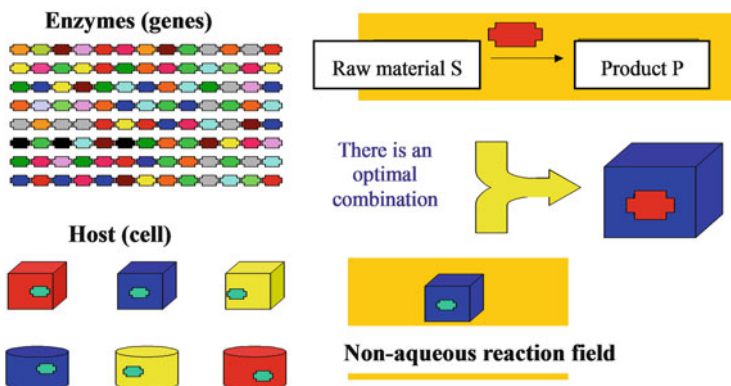 Enzymes (genes)
Raw material S
Product P
There is an
optimal
combination
Host (cell)
Non-aqueous reaction field